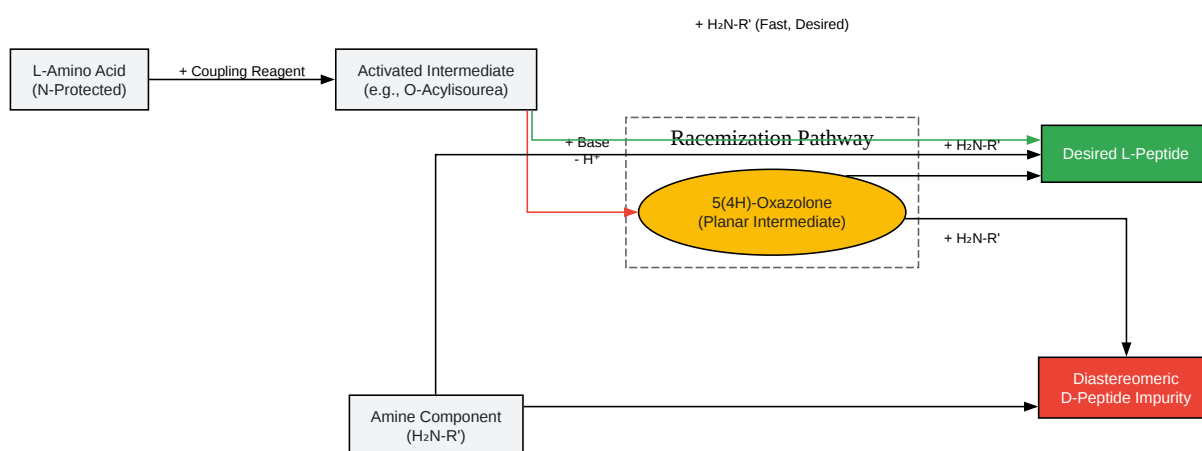 + H₂N-R' (Fast, Desired)
L-Amino Acid
(N-Protected)
+ Coupling Reagent
Activated Intermediate
(e.g., O-Acylisourea)
+ Base
- H⁺
Racemization Pathway
+ H₂N-R'
Desired L-Peptide
5(4H)-Oxazolone
(Planar Intermediate)
+ H₂N-R'
Diastereomeric
D-Peptide Impurity
Amine Component
(H₂N-R')